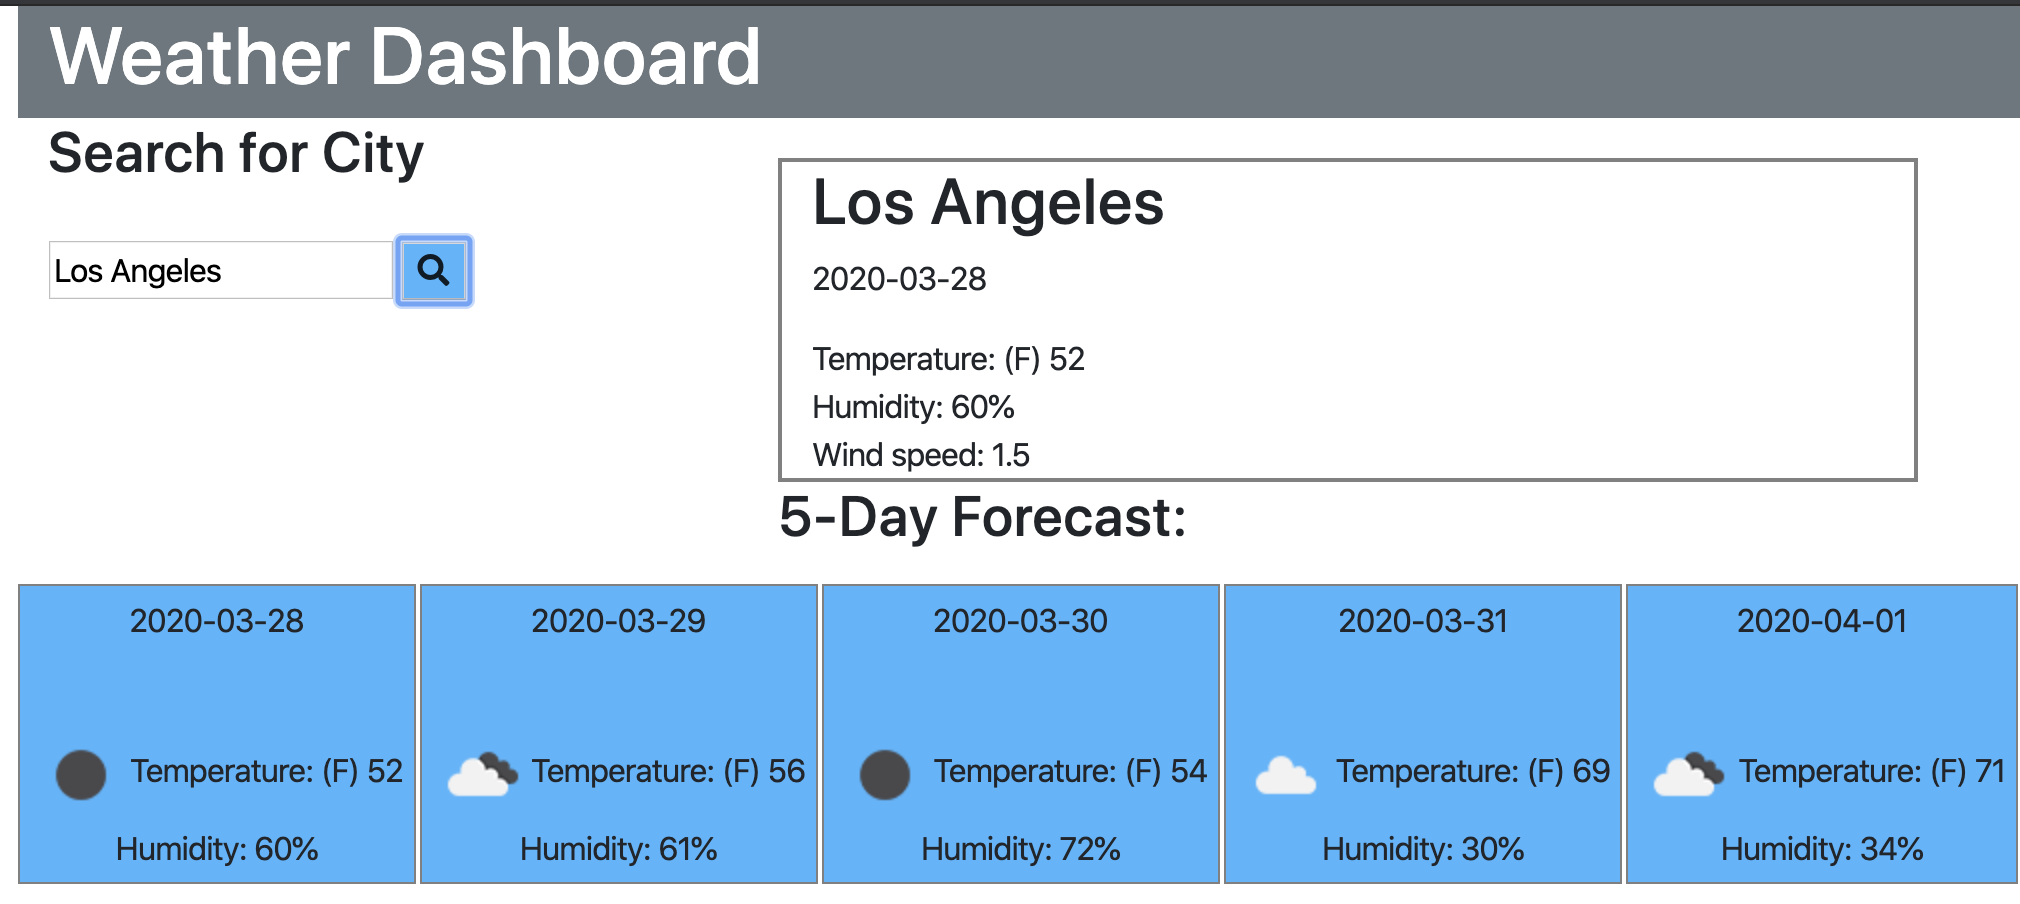 Weather Dashboard
Search for City
Los Angeles
Los Angeles
2020-03-28
Temperature: (F) 52
Humidity: 60%
Wind speed: 1.5
5-Day Forecast:
2020-03-28
Temperature: (F) 52
Humidity: 60%
2020-03-29
Temperature: (F) 56
Humidity: 61%
2020-03-30
Temperature: (F) 54
Humidity: 72%
2020-03-31
Temperature: (F) 69
Humidity: 30%
2020-04-01
Temperature: (F) 71
Humidity: 34%